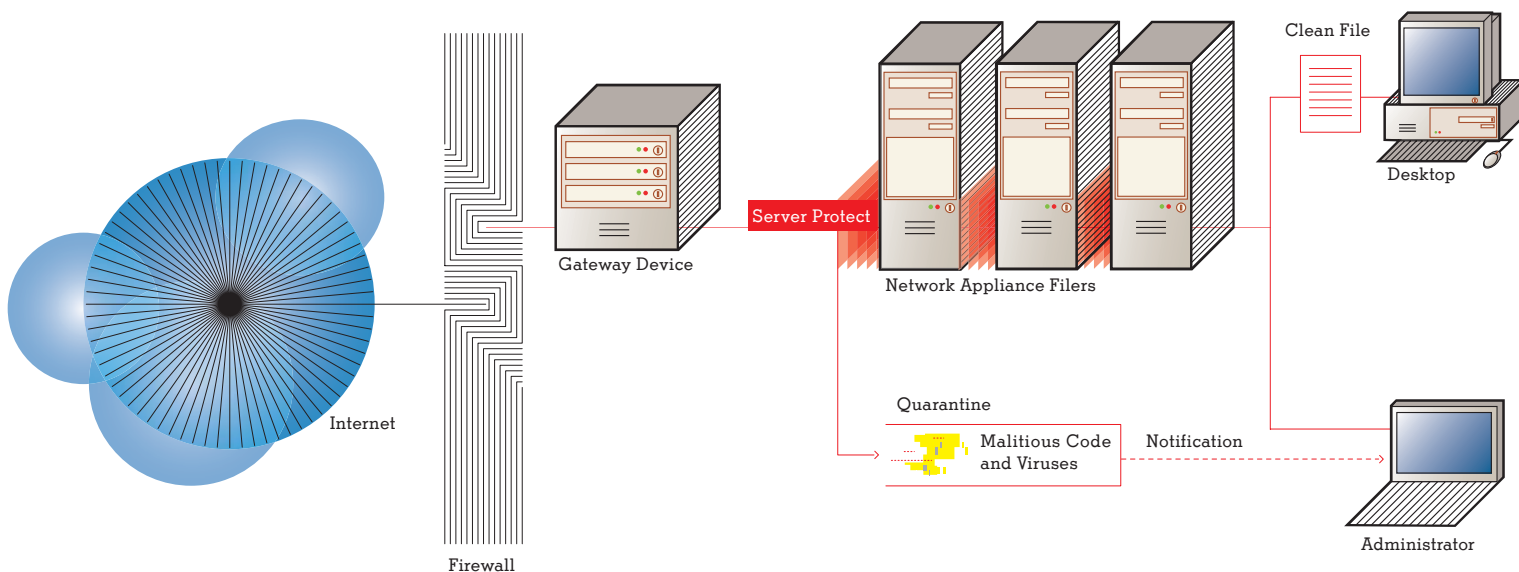 Clean File
Desktop
Server Protect
Gateway Device
Network Appliance Filers
Internet
Quarantine
Malitious Code
and Viruses
Notification
Administrator
Firewall